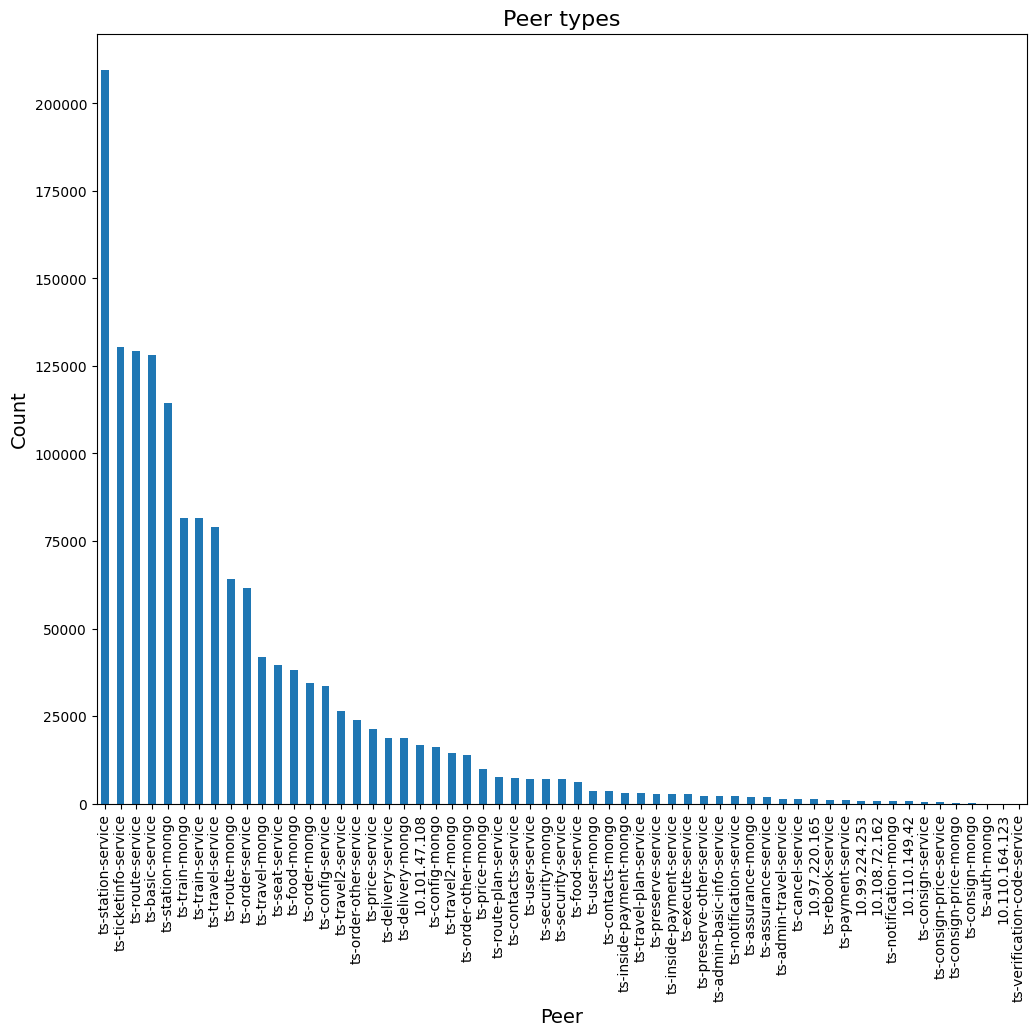 Peer types
Count
200000
175000
150000
125000
100000
75000
50000
25000
0
ts-station-service
ts-ticketinfo-service
ts-route-service
ts-basic-service
ts-station-mongo
ts-train-mongo
ts-train-service
ts-travel-service
ts-route-mongo
ts-order-service
ts-travel-mongo
ts-seat-service
ts-food-mongo
ts-order-mongo
ts-config-service
ts-travel2-service
ts-order-other-service
ts-price-service
ts-delivery-service
ts-delivery-mongo
10.101.47.108
ts-config-mongo
ts-travel2-mongo
ts-order-other-mongo
ts-price-mongo
ts-route-plan-service
ts-contacts-service
ts-user-service
ts-security-mongo
ts-security-service
ts-food-service
ts-user-mongo
ts-contacts-mongo
ts-inside-payment-mongo
ts-travel-plan-service
ts-preserve-service
ts-inside-payment-service
ts-execute-service
ts-preserve-other-service
ts-admin-basic-info-service
ts-notification-service
ts-assurance-mongo
ts-assurance-service
ts-admin-travel-service
ts-cancel-service
10.97.220.165
ts-rebook-service
ts-payment-service
10.99.224.253
10.108.72.162
ts-notification-mongo
10.110.149.42
ts-consign-service
ts-consign-price-service
ts-consign-price-mongo
ts-consign-mongo
ts-auth-mongo
10.110.164.123
ts-verification-code-service
Peer